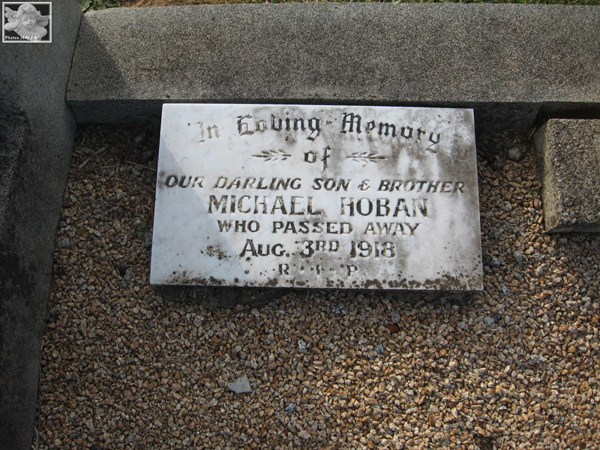 In Loving Memory
of
OUR DARLING SON & BROTHER
MICHAEL HOBAN
WHO PASSED AWAY
AUG. 3RD 1918
R. I. P.